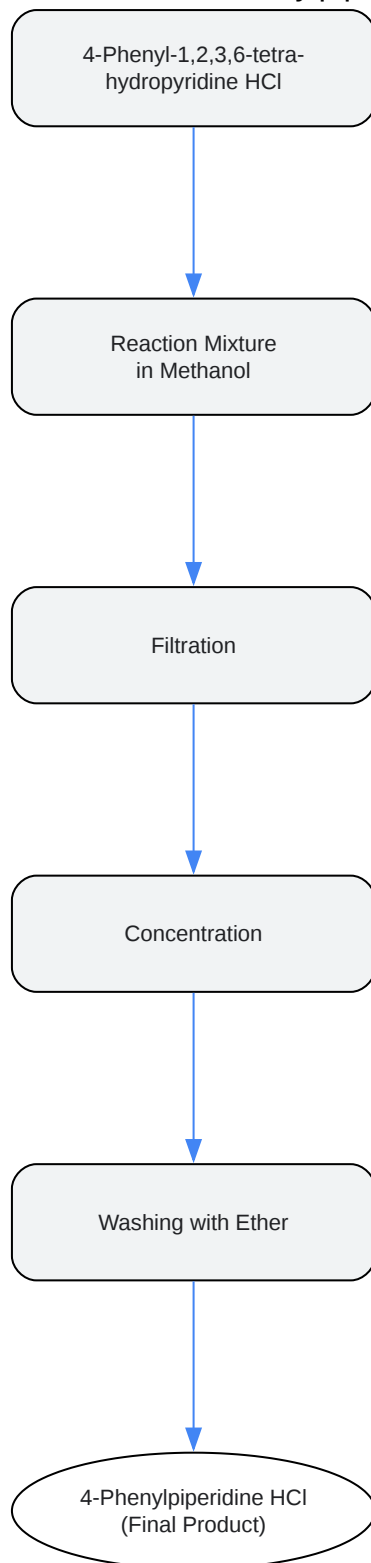 4-Phenyl-1,2,3,6-tetra-
hydropyridine HCl
Reaction Mixture
in Methanol
Filtration
Concentration
Washing with Ether
4-Phenylpiperidine HCl
(Final Product)